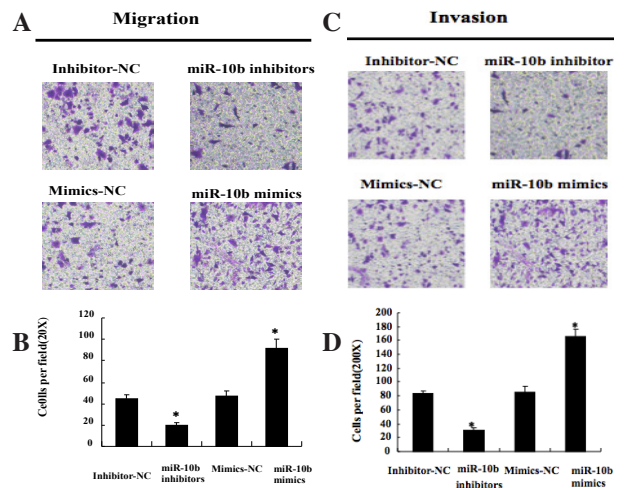 A
Migration
Inhibitor-NC
miR-10b inhibitors
Mimics-NC
miR-10b mimics
B
Ce0lls per field(20X)
120
100
80
60
40
20
0
*
*
Inhibitor-NC
miR-10b
inhibitors
Mimics-NC
miR-10b
mimics
C
Invasion
Inhibitor-NC
miR-10b inhibitor
Mimics-NC
miR-10b mimics
D
Cells per field(200X)
200
180
160
140
120
100
80
60
40
20
0
*
*
Inhibitor-NC
miR-10b
inhibitors
Mimics-NC
miR-10b
mimics